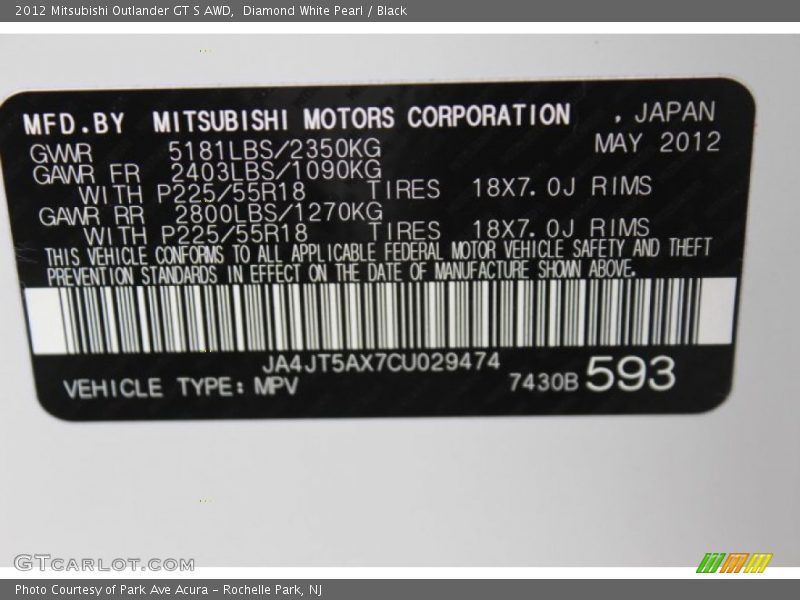 2012 Mitsubishi Outlander GT S AWD,  Diamond White Pearl / Black
MFD.BY MITSUBISHI MOTORS CORPORATION , JAPAN
GVWR 5181LBS/2350KG MAY 2012
GAWR FR 2403LBS/1090KG
WITH P225/55R18 TIRES 18X7.0J RIMS
GAWR RR 2800LBS/1270KG
WITH P225/55R18 TIRES 18X7.0J RIMS
THIS VEHICLE CONFORMS TO ALL APPLICABLE FEDERAL MOTOR VEHICLE SAFETY AND THEFT
PREVENTION STANDARDS IN EFFECT ON THE DATE OF MANUFACTURE SHOWN ABOVE.
JA4JT5AX7CU029474
VEHICLE TYPE: MPV 7430B 593
GTCARLOT.COM
Photo Courtesy of Park Ave Acura - Rochelle Park, NJ